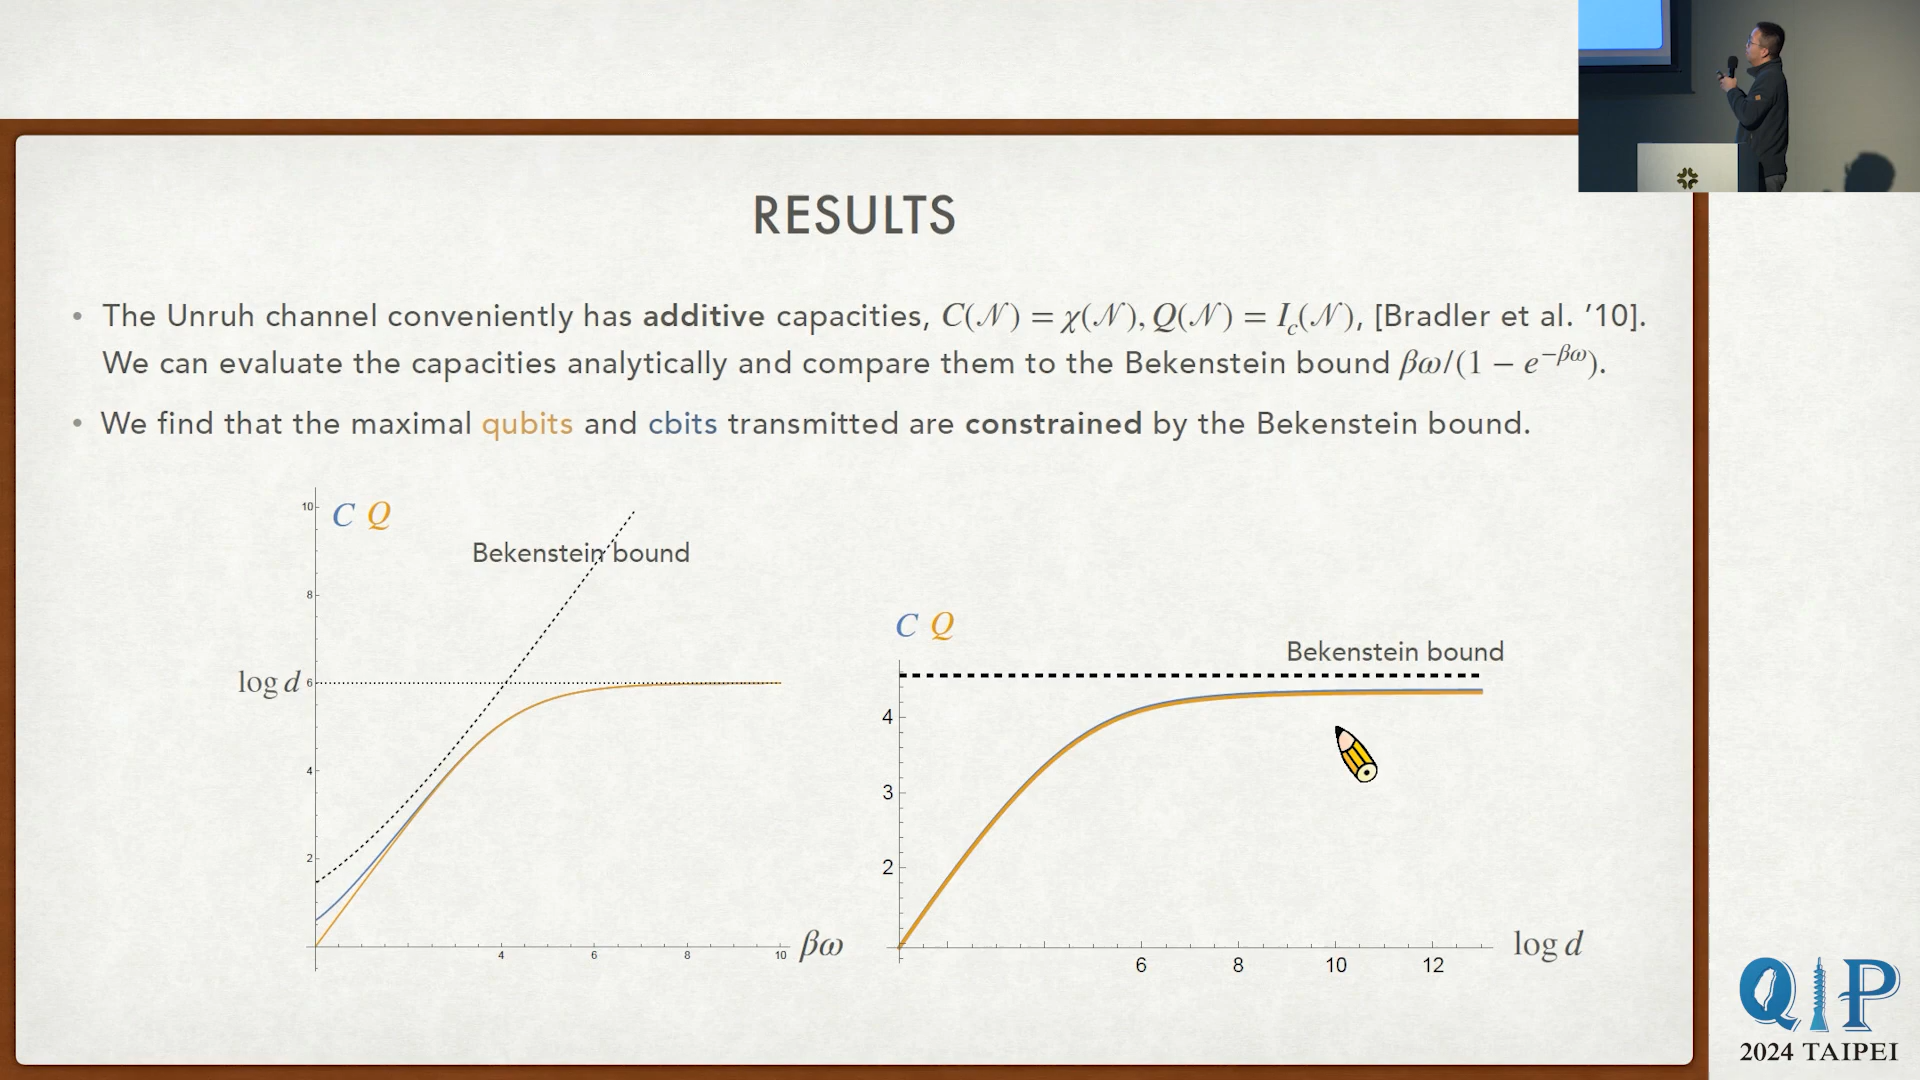 RESULTS
• The Unruh channel conveniently has additive capacities, C(𝒩) = χ(𝒩), Q(𝒩) = I_c(𝒩), [Bradler et al. ’10].
We can evaluate the capacities analytically and compare them to the Bekenstein bound βω/(1 − e^{−βω}).
• We find that the maximal qubits and cbits transmitted are constrained by the Bekenstein bound.
C Q
Bekenstein bound
10
8
log d 6
4
2
4 6 8 10 βω
C Q
Bekenstein bound
4
3
2
6 8 10 12 log d
QIP
2024 TAIPEI